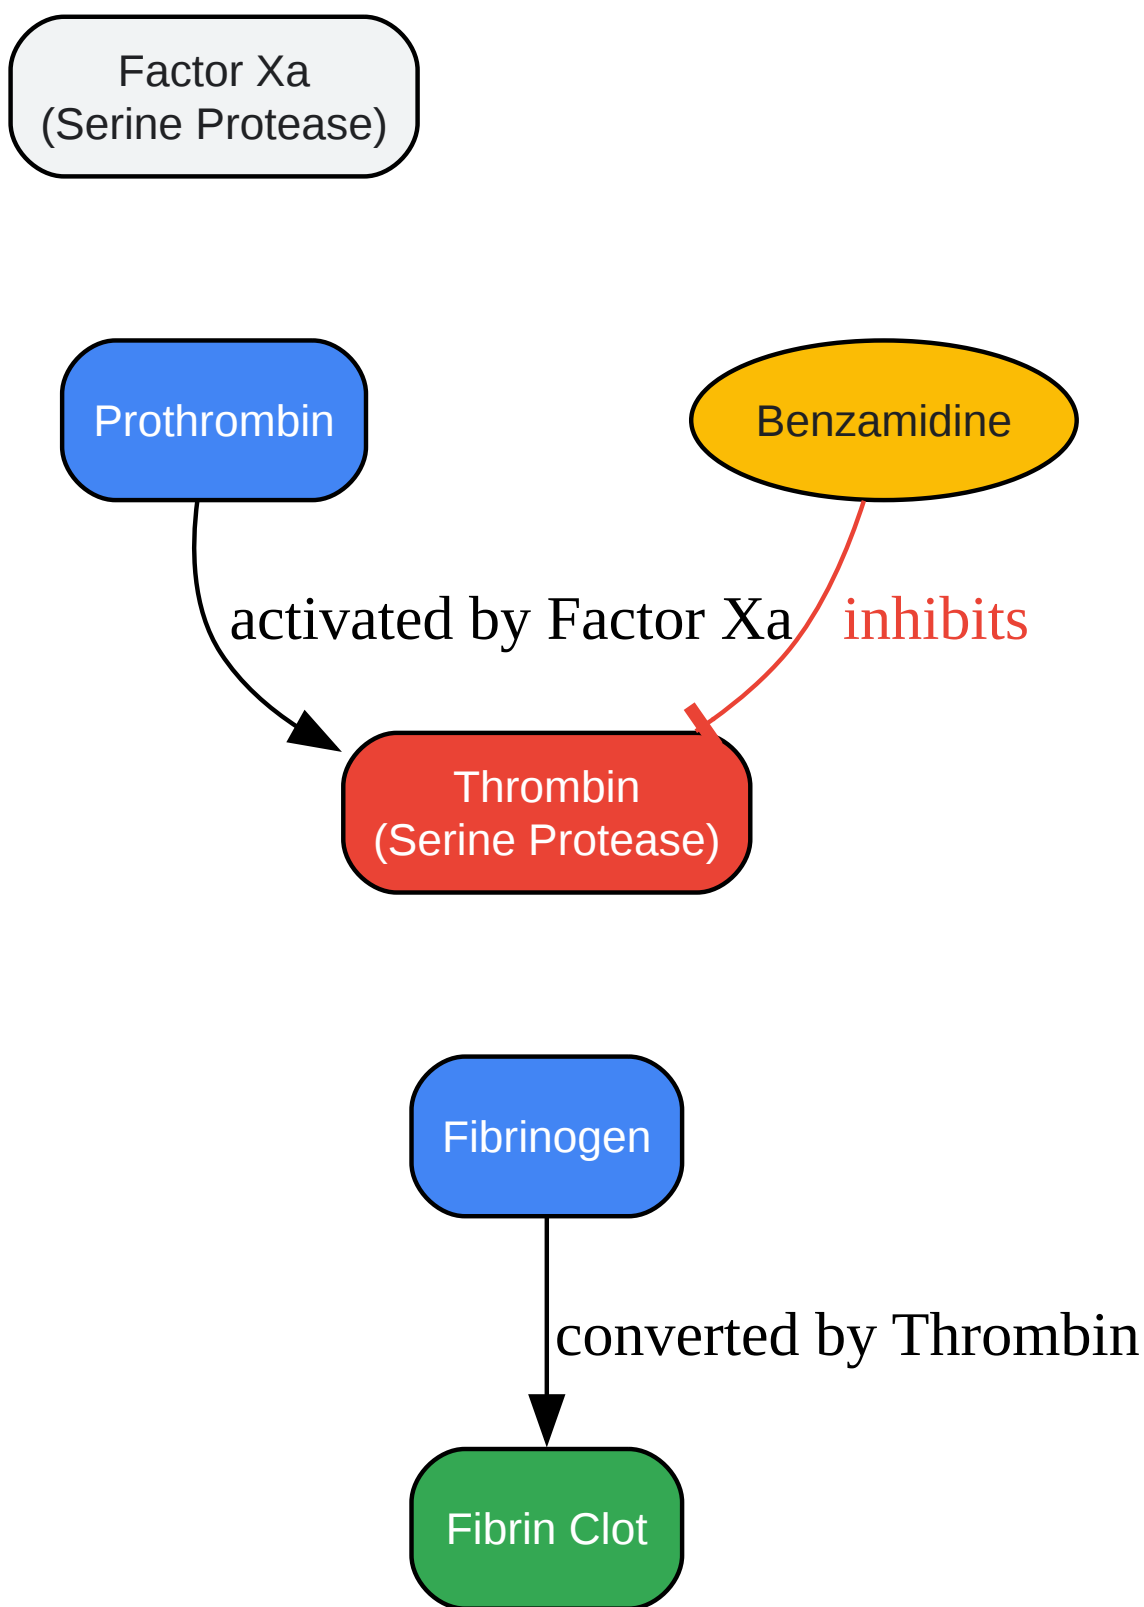 Factor Xa
(Serine Protease)
Prothrombin
Benzamidine
activated by Factor Xa
inhibits
Thrombin
(Serine Protease)
Fibrinogen
converted by Thrombin
Fibrin Clot